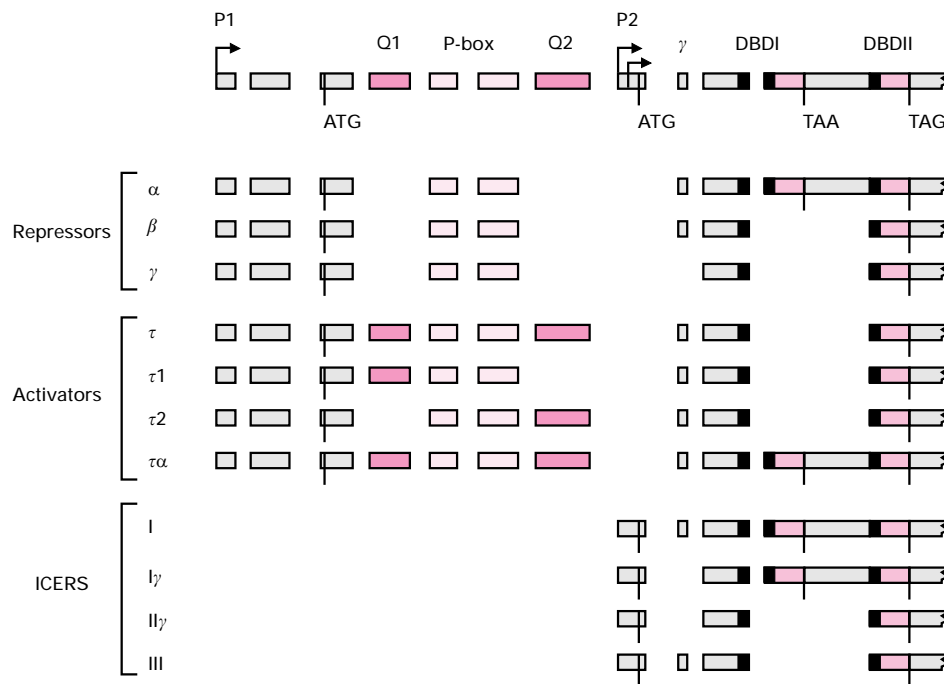 P1 P2
Q1 P-box Q2 γ DBDI DBDII
ATG ATG TAA TAG
Repressors
α
β
γ
Activators
τ
τ1
τ2
τα
ICERS
I
Iγ
IIγ
III